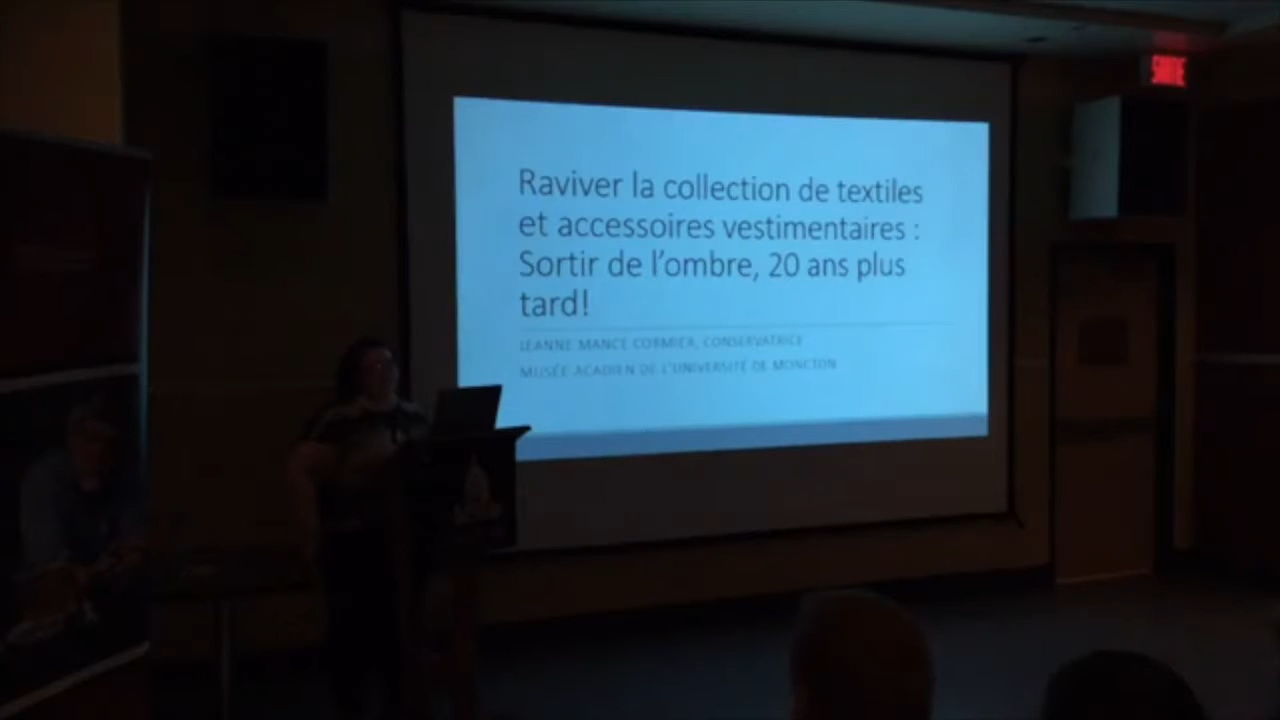 SORTIE
Raviver la collection de textiles
et accessoires vestimentaires :
Sortir de l'ombre, 20 ans plus
tard!
JEANNE MANCE CORMIER, CONSERVATRICE
MUSÉE ACADIEN DE L'UNIVERSITÉ DE MONCTON